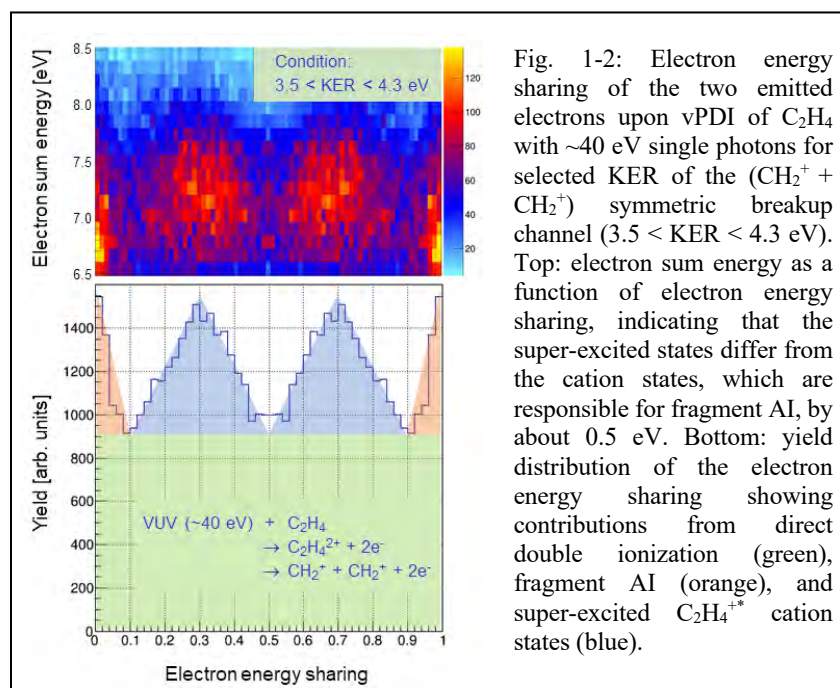 8.5
8.0
7.5
7.0
6.5
Electron sum energy [eV]
Condition:
3.5 < KER < 4.3 eV
120
100
80
60
40
20
1400
1200
1000
800
600
400
200
0
Yield [arb. units]
VUV (~40 eV) + C₂H₄
→ C₂H₄²⁺ + 2e⁻
→ CH₂⁺ + CH₂⁺ + 2e⁻
0 0.1 0.2 0.3 0.4 0.5 0.6 0.7 0.8 0.9 1
Electron energy sharing
Fig. 1-2: Electron energy
sharing of the two emitted
electrons upon vPDI of C₂H₄
with ~40 eV single photons for
selected KER of the (CH₂⁺ +
CH₂⁺) symmetric breakup
channel (3.5 < KER < 4.3 eV).
Top: electron sum energy as a
function of electron energy
sharing, indicating that the
super-excited states differ from
the cation states, which are
responsible for fragment AI, by
about 0.5 eV. Bottom: yield
distribution of the electron
energy sharing showing
contributions from direct
double ionization (green),
fragment AI (orange), and
super-excited C₂H₄⁺* cation
states (blue).